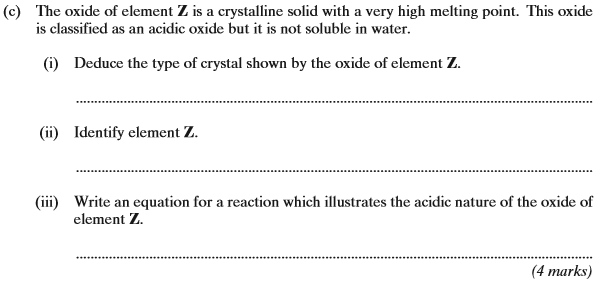 (c) The oxide of element Z is a crystalline solid with a very high melting point. This oxide
is classified as an acidic oxide but it is not soluble in water.
(i) Deduce the type of crystal shown by the oxide of element Z.
(ii) Identify element Z.
(iii) Write an equation for a reaction which illustrates the acidic nature of the oxide of
element Z.
(4 marks)